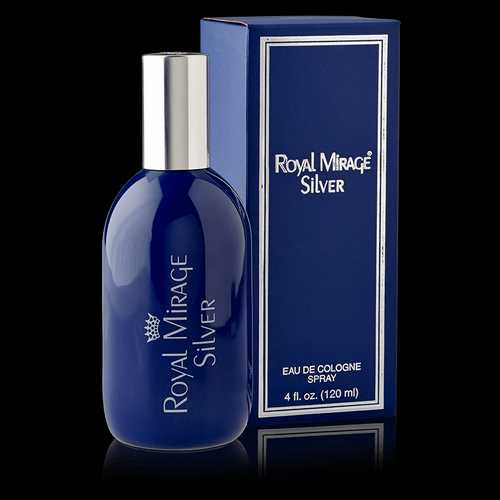 Royal Mirage
Silver
Royal Mirage®
Silver
EAU DE COLOGNE
SPRAY
4 fl. oz. (120 ml)